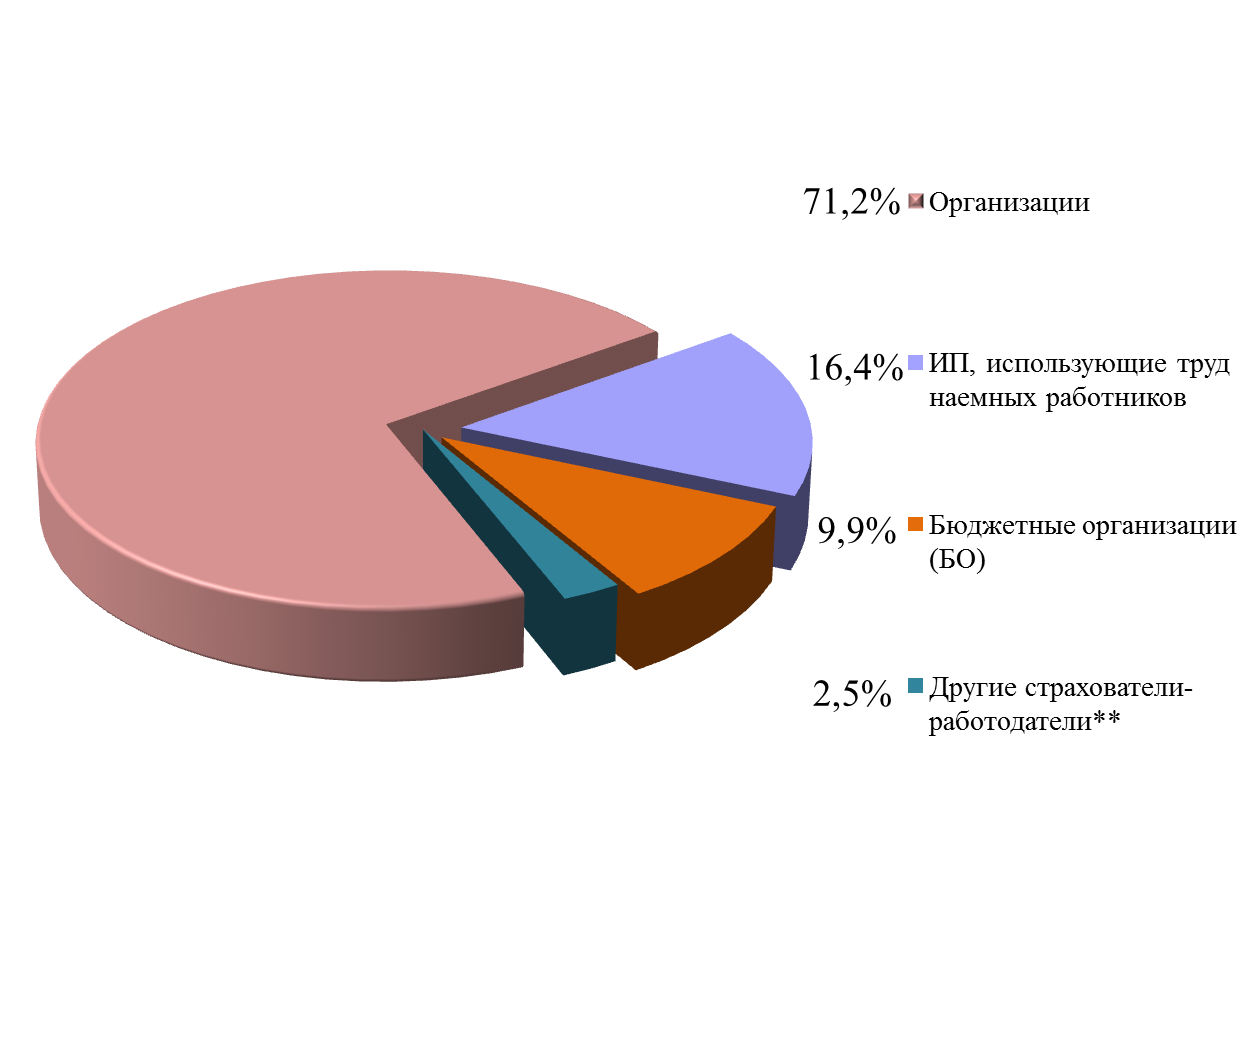 71,2% Организации
16,4% ИП, использующие труд
наемных работников
9,9% Бюджетные организации
(БО)
2,5% Другие страхователи-
работодатели**